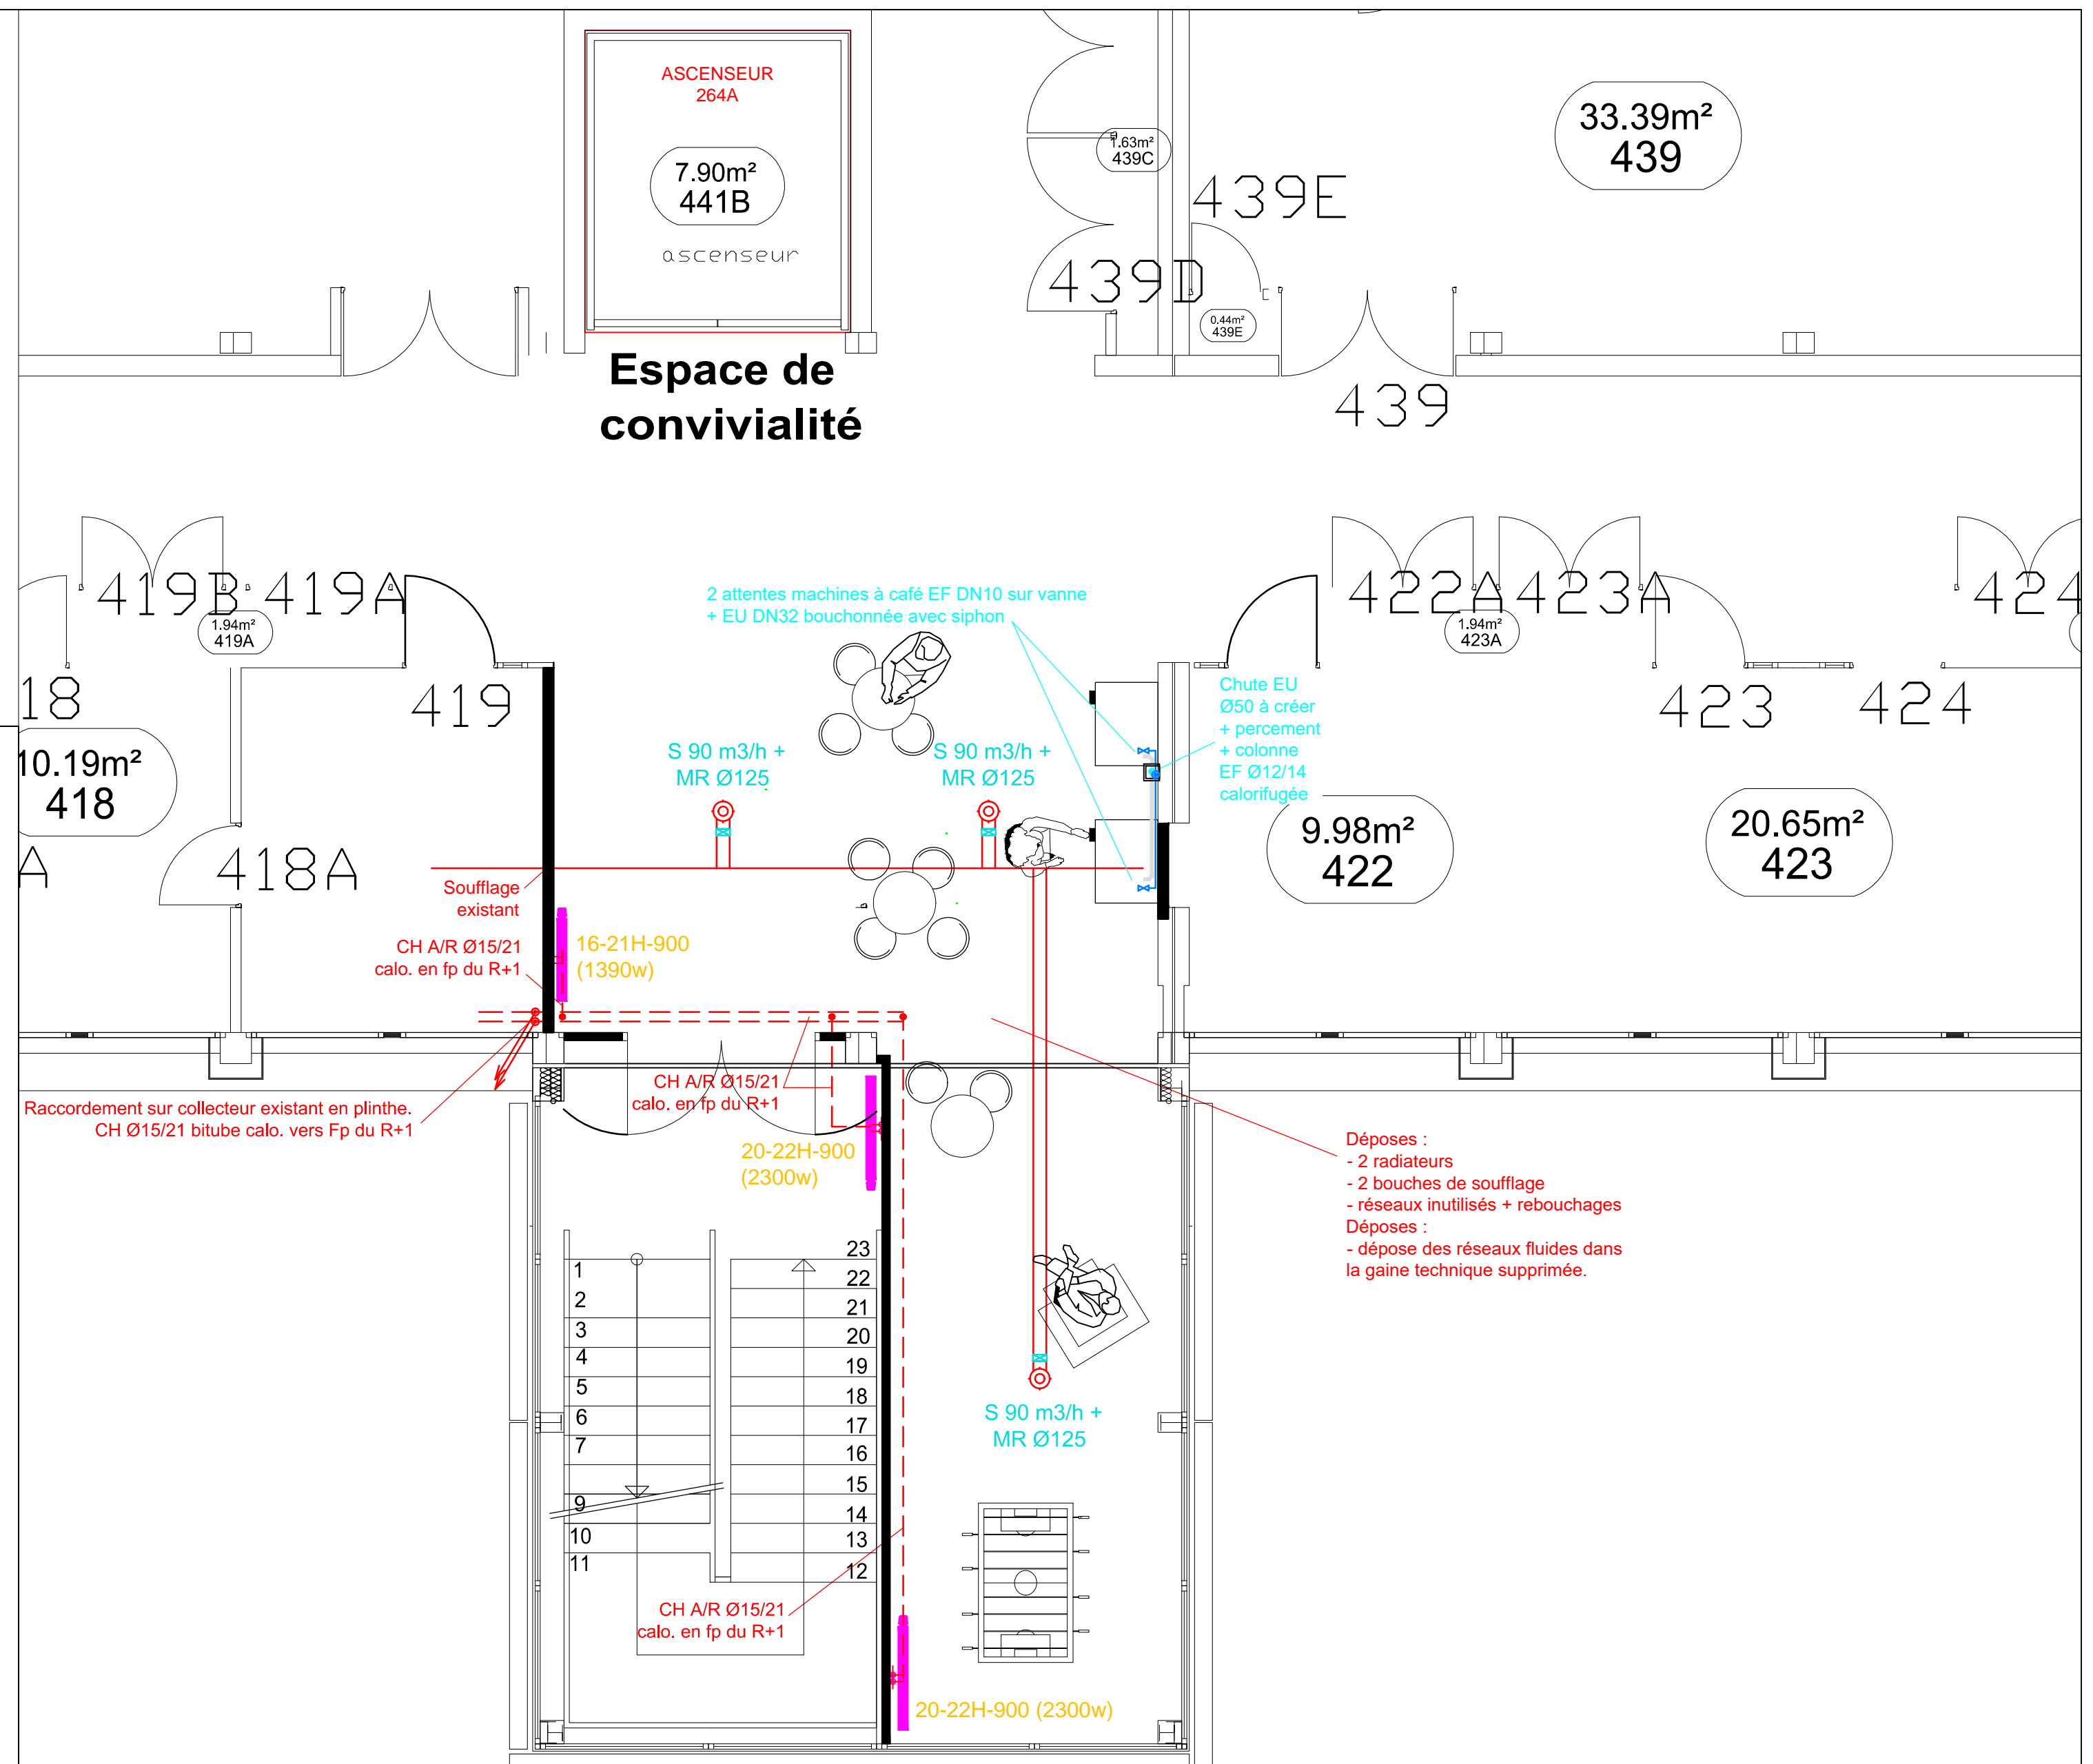 ASCENSEUR
264A
7.90m²
441B
ascenseur
1.63m²
439C
33.39m²
439
439E
439D
0.44m²
439E
439
Espace de
convivialité
419B
419A
1.94m²
419A
419
18
10.19m²
418
A
418A
2 attentes machines à café EF DN10 sur vanne
+ EU DN32 bouchonnée avec siphon
S 90 m3/h +
MR Ø125
S 90 m3/h +
MR Ø125
Chute EU
Ø50 à créer
+ percement
+ colonne
EF Ø12/14
calorifugée
422A
423A
1.94m²
423A
424
423
424
9.98m²
422
20.65m²
423
Soufflage
existant
CH A/R Ø15/21
calo. en fp du R+1
16-21H-900
(1390w)
Raccordement sur collecteur existant en plinthe.
CH Ø15/21 bitube calo. vers Fp du R+1
CH A/R Ø15/21
calo. en fp du R+1
20-22H-900
(2300w)
Déposes :
- 2 radiateurs
- 2 bouches de soufflage
- réseaux inutilisés + rebouchages
Déposes :
- dépose des réseaux fluides dans
la gaine technique supprimée.
1
2
3
4
5
6
7
9
10
11
23
22
21
20
19
18
17
16
15
14
13
12
S 90 m3/h +
MR Ø125
CH A/R Ø15/21
calo. en fp du R+1
20-22H-900 (2300w)